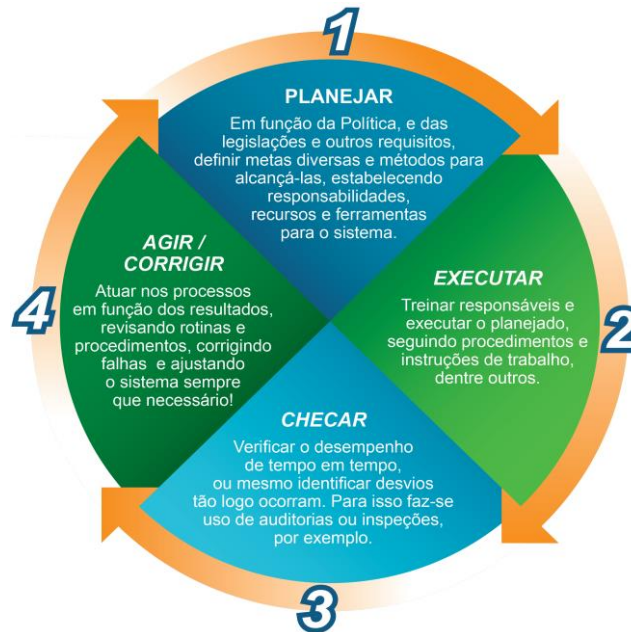 1
PLANEJAR
Em função da Política, e das
legislações e outros requisitos,
definir metas diversas e métodos para
alcançá-las, estabelecendo
responsabilidades,
recursos e ferramentas
para o sistema.
2
EXECUTAR
Treinar responsáveis e
executar o planejado,
seguindo procedimentos e
instruções de trabalho,
dentre outros.
3
CHECAR
Verificar o desempenho
de tempo em tempo,
ou mesmo identificar desvios
tão logo ocorram. Para isso faz-se
uso de auditorias ou inspeções,
por exemplo.
4
AGIR /
CORRIGIR
Atuar nos processos
em função dos resultados,
revisando rotinas e
procedimentos, corrigindo
falhas e ajustando
o sistema sempre
que necessário!